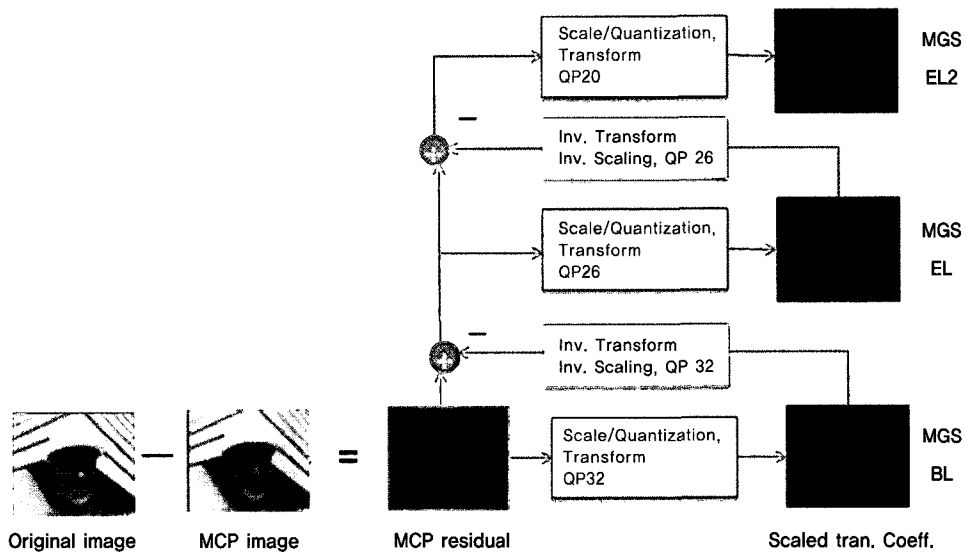 Scale/Quantization,
Transform
QP20
MGS
EL2
Inv. Transform
Inv. Scaling, QP 26
Scale/Quantization,
Transform
QP26
MGS
EL
Inv. Transform
Inv. Scaling, QP 32
Scale/Quantization,
Transform
QP32
MGS
BL
Original image
MCP image
MCP residual
Scaled tran. Coeff.